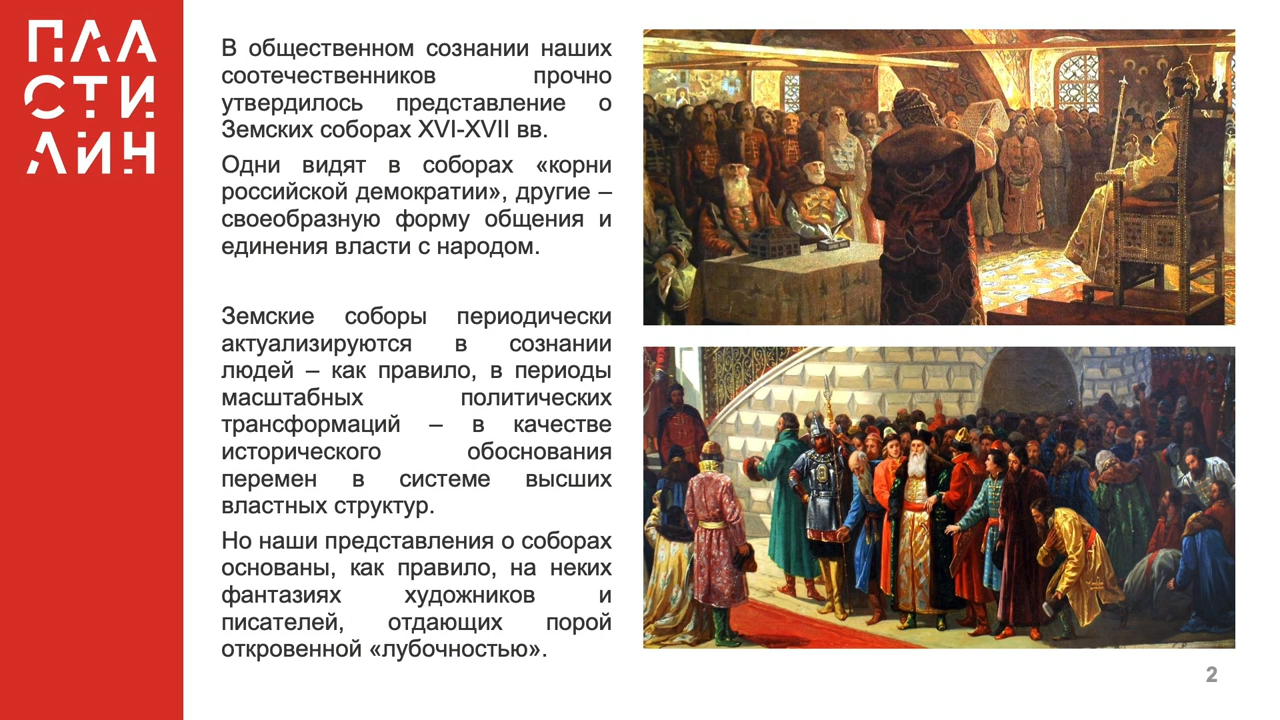 ПЛА
СТИ
ЛИН
В общественном сознании наших
соотечественников прочно
утвердилось представление о
Земских соборах XVI-XVII вв.
Одни видят в соборах «корни
российской демократии», другие –
своеобразную форму общения и
единения власти с народом.
Земские соборы периодически
актуализируются в сознании
людей – как правило, в периоды
масштабных политических
трансформаций – в качестве
исторического обоснования
перемен в системе высших
властных структур.
Но наши представления о соборах
основаны, как правило, на неких
фантазиях художников и
писателей, отдающих порой
откровенной «лубочностью».
2